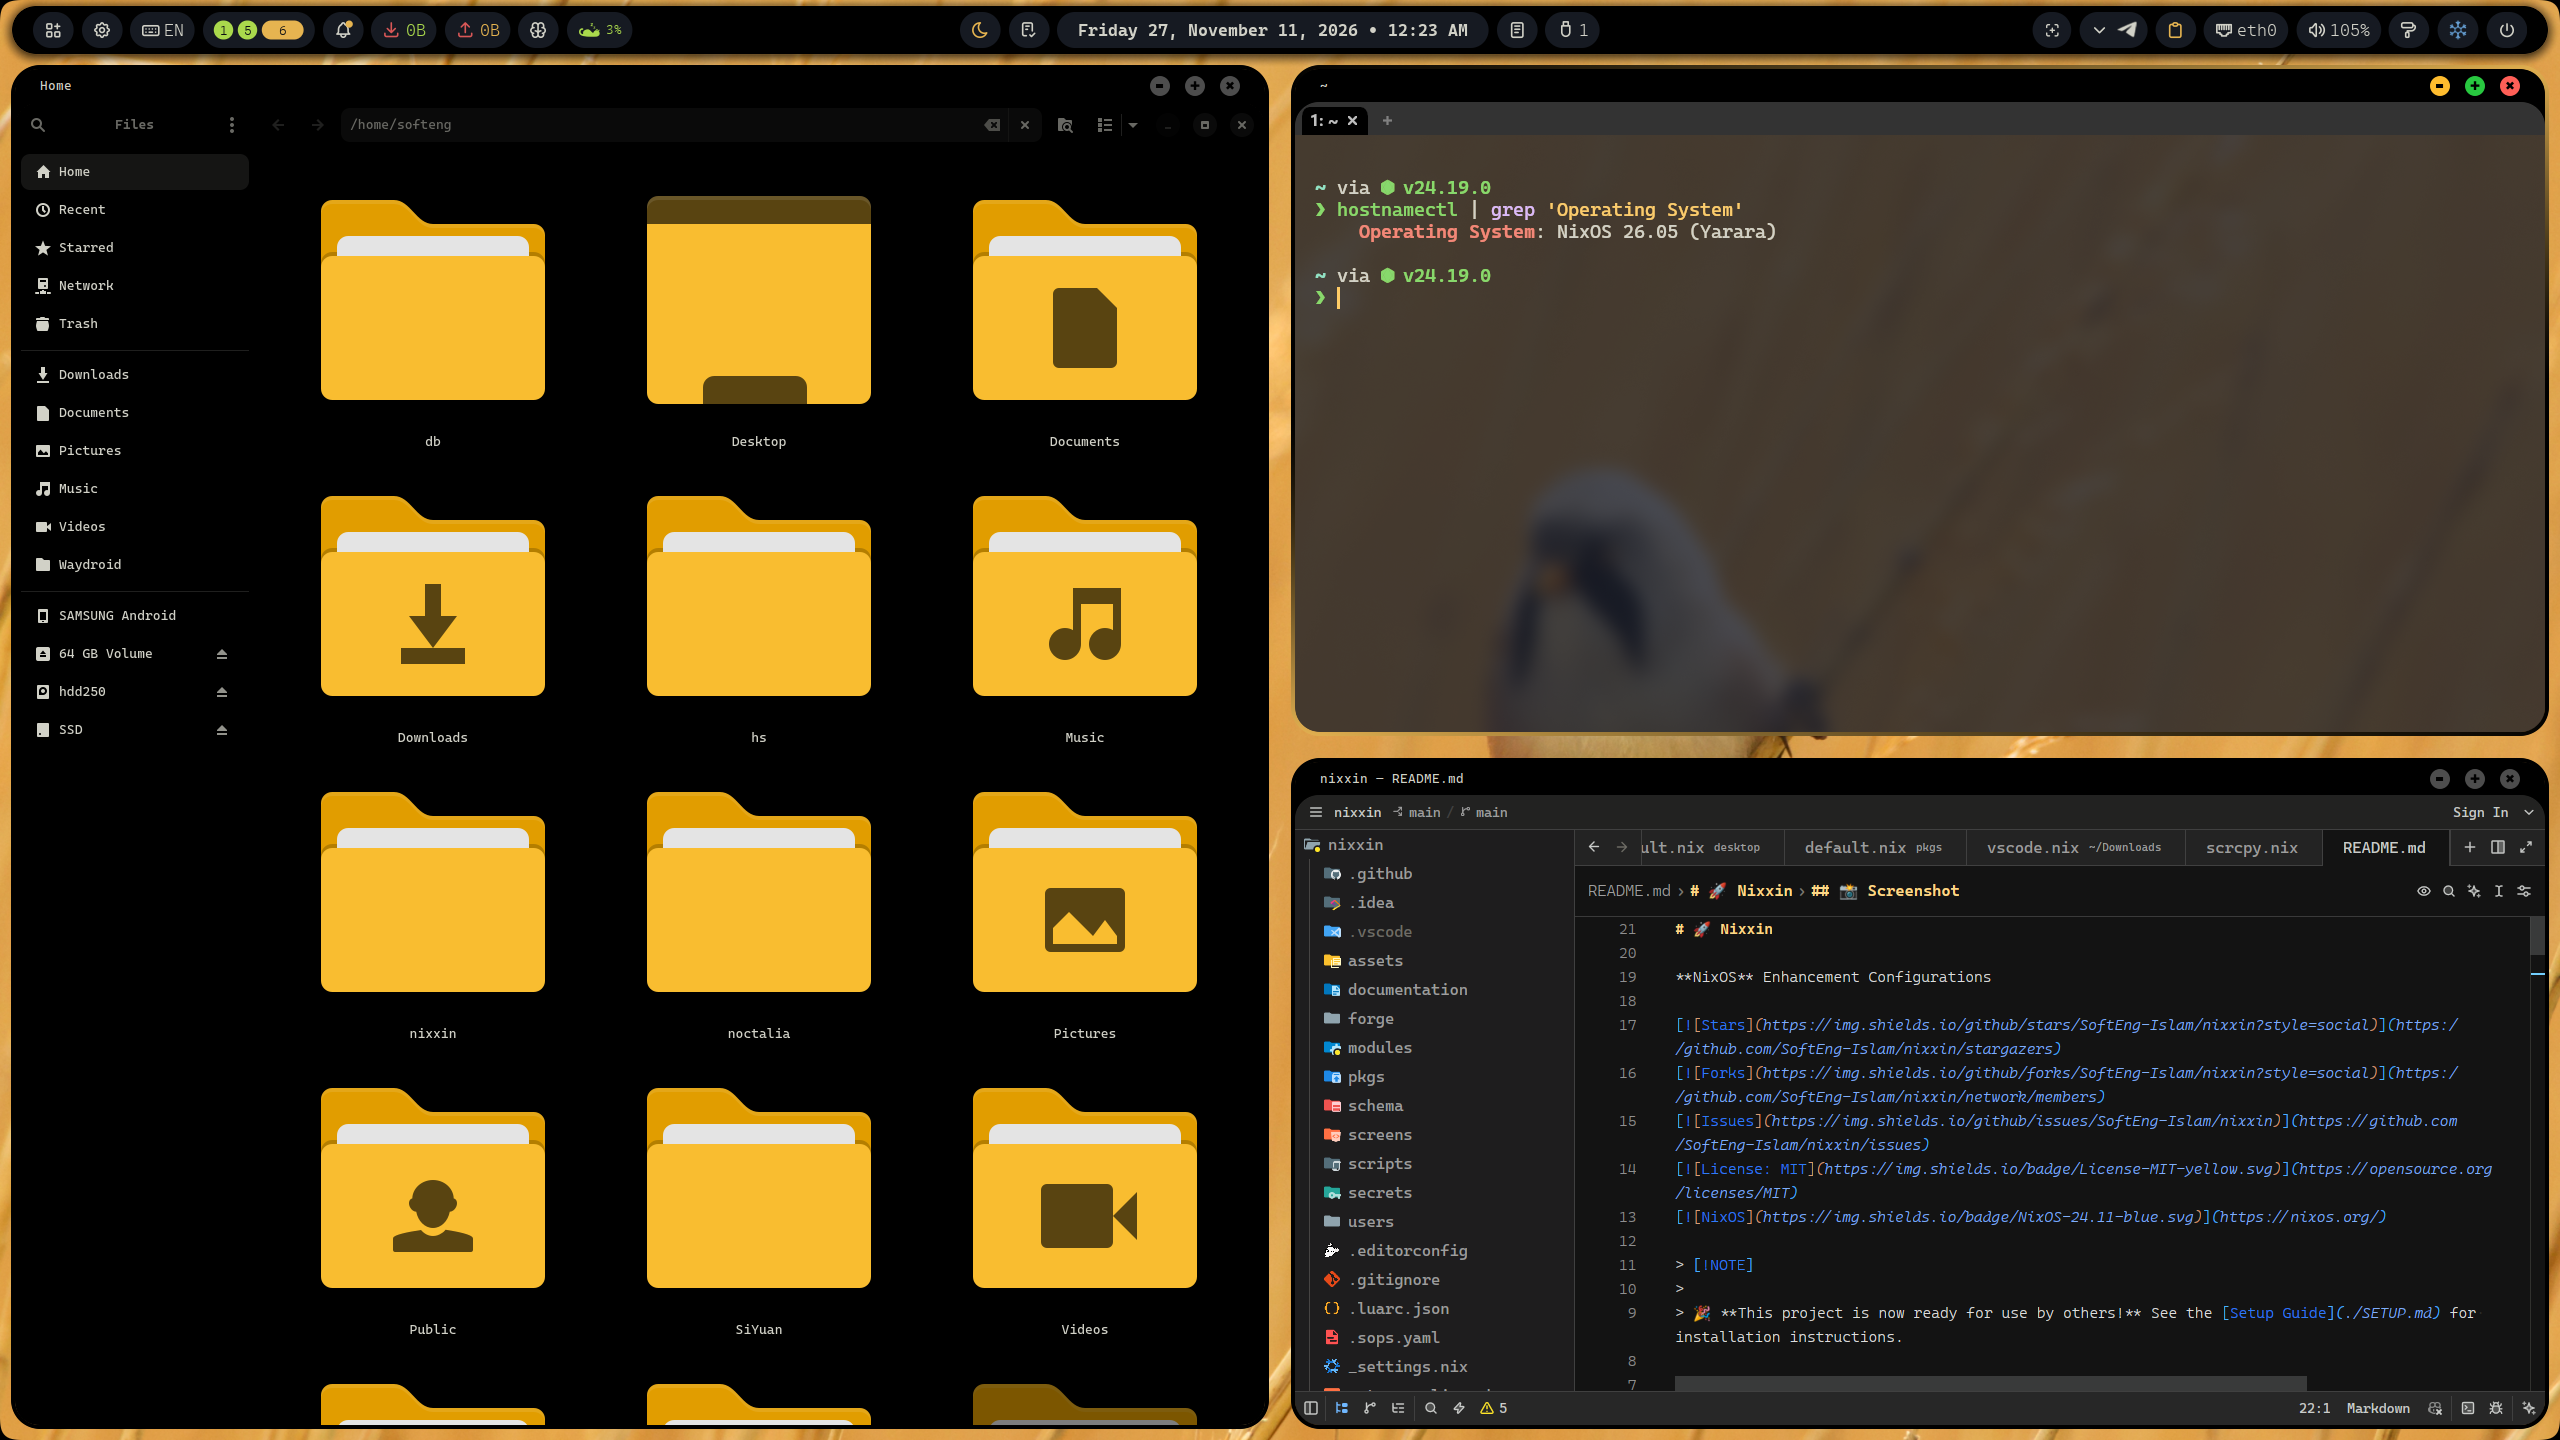 EN
1 5 6
0B
0B
3%
Friday 27, November 11, 2026 • 12:23 AM
1
eth0
105%
Home
Files
/home/softeng
Home
Recent
Starred
Network
Trash
Downloads
Documents
Pictures
Music
Videos
Waydroid
SAMSUNG Android
64 GB Volume
hdd250
SSD
db
Desktop
Documents
Downloads
hs
Music
nixxin
noctalia
Pictures
Public
SiYuan
Videos
~
1: ~
~ via v24.19.0
❯ hostnamectl | grep 'Operating System'
Operating System: NixOS 26.05 (Yarara)
~ via v24.19.0
❯
nixxin — README.md
nixxin main / main
Sign In
nixxin
.github
.idea
.vscode
assets
documentation
forge
modules
pkgs
schema
screens
scripts
secrets
users
.editorconfig
.gitignore
.luarc.json
.sops.yaml
_settings.nix
ult.nix desktop
default.nix pkgs
vscode.nix ~/Downloads
scrcpy.nix
README.md
README.md › # 🚀 Nixxin › ## 📸 Screenshot
21 # 🚀 Nixxin
20
19 **NixOS** Enhancement Configurations
18
17 [![Stars](https://img.shields.io/github/stars/SoftEng-Islam/nixxin?style=social)](https:/
/github.com/SoftEng-Islam/nixxin/stargazers)
16 [![Forks](https://img.shields.io/github/forks/SoftEng-Islam/nixxin?style=social)](https:/
/github.com/SoftEng-Islam/nixxin/network/members)
15 [![Issues](https://img.shields.io/github/issues/SoftEng-Islam/nixxin)](https://github.com
/SoftEng-Islam/nixxin/issues)
14 [![License: MIT](https://img.shields.io/badge/License-MIT-yellow.svg)](https://opensource.org
/licenses/MIT)
13 [![NixOS](https://img.shields.io/badge/NixOS-24.11-blue.svg)](https://nixos.org/)
12
11 > [!NOTE]
10 >
9 > 🎉 **This project is now ready for use by others!** See the [Setup Guide](./SETUP.md) for
installation instructions.
8
7
5
22:1
Markdown